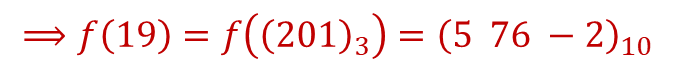 ⟹ f(19) = f((201)₃) = (5 76 − 2)₁₀